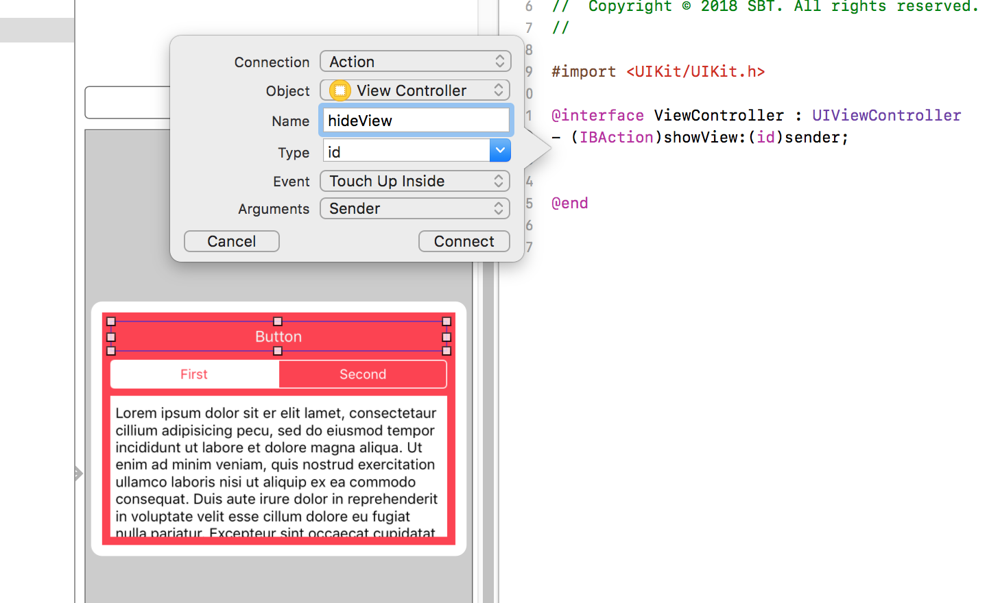 6 //  Copyright © 2018 SBT. All rights reserved.
7 //
8
9 #import <UIKit/UIKit.h>
0
1 @interface ViewController : UIViewController
- (IBAction)showView:(id)sender;
4
5 @end
6
7
Connection Action
Object View Controller
Name hideView
Type id
Event Touch Up Inside
Arguments Sender
Cancel Connect
Button
First Second
Lorem ipsum dolor sit er elit lamet, consectetaur
cillium adipisicing pecu, sed do eiusmod tempor
incididunt ut labore et dolore magna aliqua. Ut
enim ad minim veniam, quis nostrud exercitation
ullamco laboris nisi ut aliquip ex ea commodo
consequat. Duis aute irure dolor in reprehenderit
in voluptate velit esse cillum dolore eu fugiat
nulla pariatur. Excepteur sint occaecat cupidatat